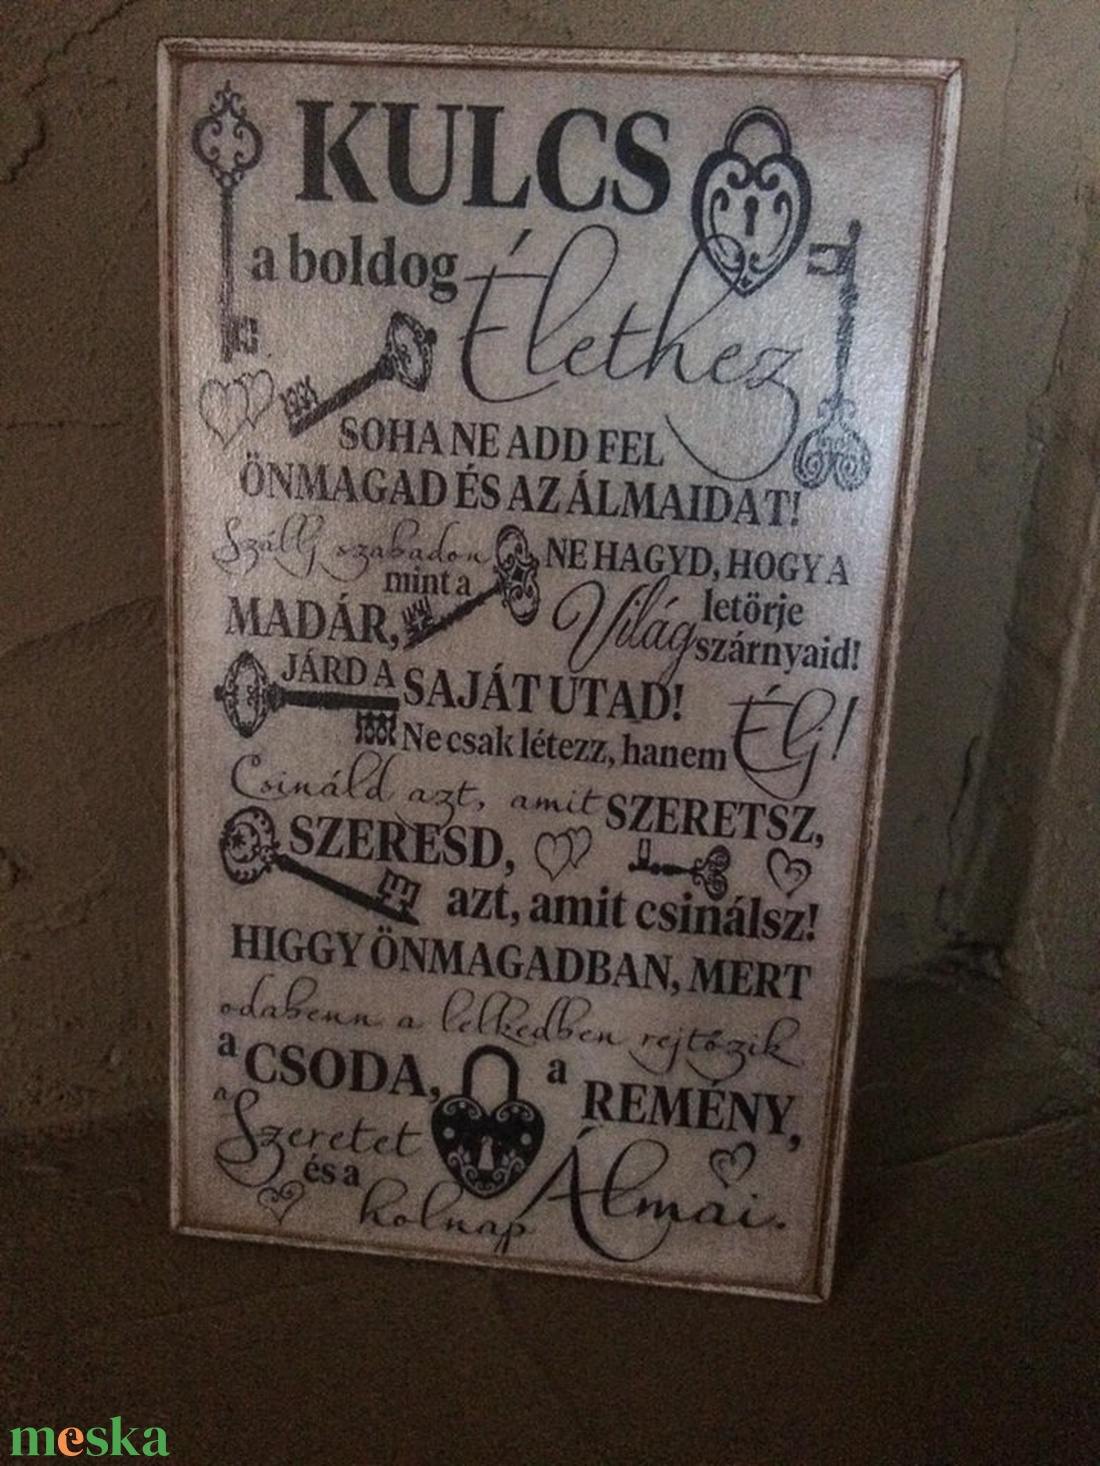 KULCS
a boldog Élethez
SOHA NE ADD FEL
ÖNMAGAD ÉS AZ ÁLMAIDAT!
Szállj szabadon
mint a
MADÁR,
NE HAGYD, HOGY A
Világ letörje
szárnyaid!
JÁRD A SAJÁT UTAD!
Ne csak létezz, hanem Élj!
Csináld azt, amit SZERETSZ,
SZERESD,
azt, amit csinálsz!
HIGGY ÖNMAGADBAN, MERT
odabenn a lelkedben rejtőzik
a CSODA, a REMÉNY,
a Szeretet
és a
holnap Álmai.
meska